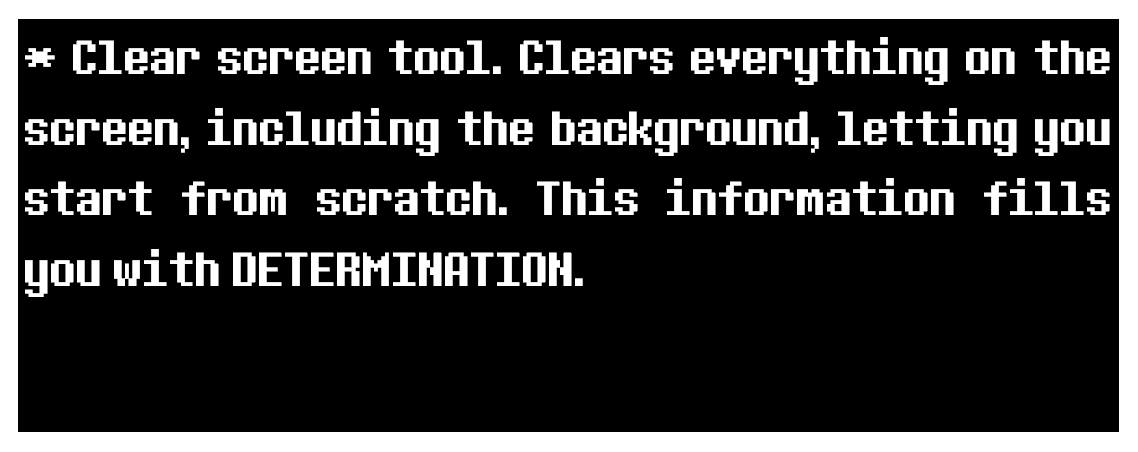 * Clear screen tool. Clears everything on the
screen, including the background, letting you
start from scratch. This information fills
you with DETERMINATION.